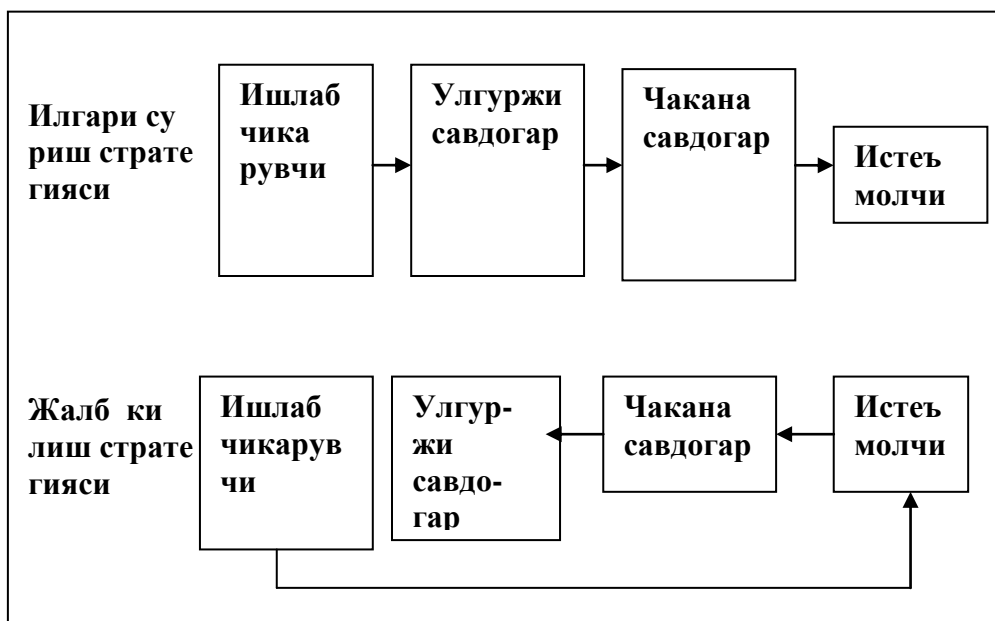 Илгари су
риш страте
гияси
Ишлаб
чика
рувчи
Улгуржи
савдогар
Чакана
савдогар
Истеъ
молчи
Жалб ки
лиш страте
гияси
Ишлаб
чикарув
чи
Улгур-
жи
савдо-
гар
Чакана
савдогар
Истеъ
молчи